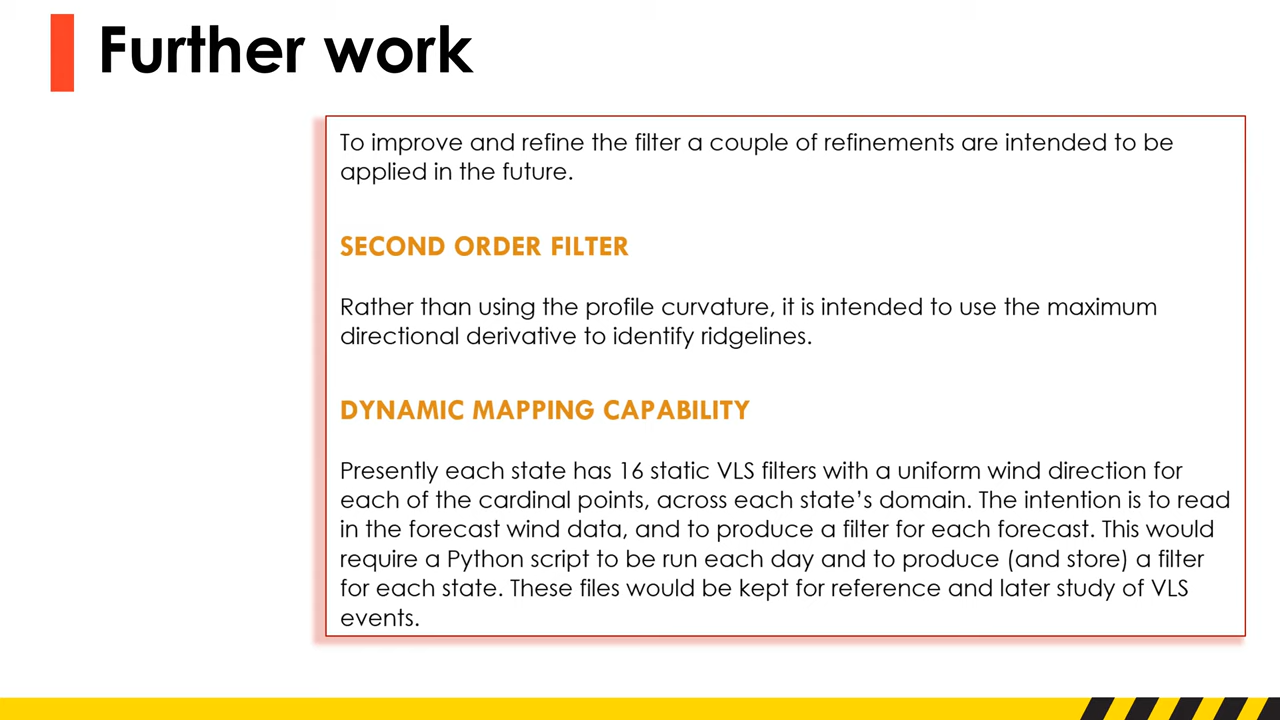 Further work
To improve and refine the filter a couple of refinements are intended to be
applied in the future.
SECOND ORDER FILTER
Rather than using the profile curvature, it is intended to use the maximum
directional derivative to identify ridgelines.
DYNAMIC MAPPING CAPABILITY
Presently each state has 16 static VLS filters with a uniform wind direction for
each of the cardinal points, across each state’s domain. The intention is to read
in the forecast wind data, and to produce a filter for each forecast. This would
require a Python script to be run each day and to produce (and store) a filter
for each state. These files would be kept for reference and later study of VLS
events.